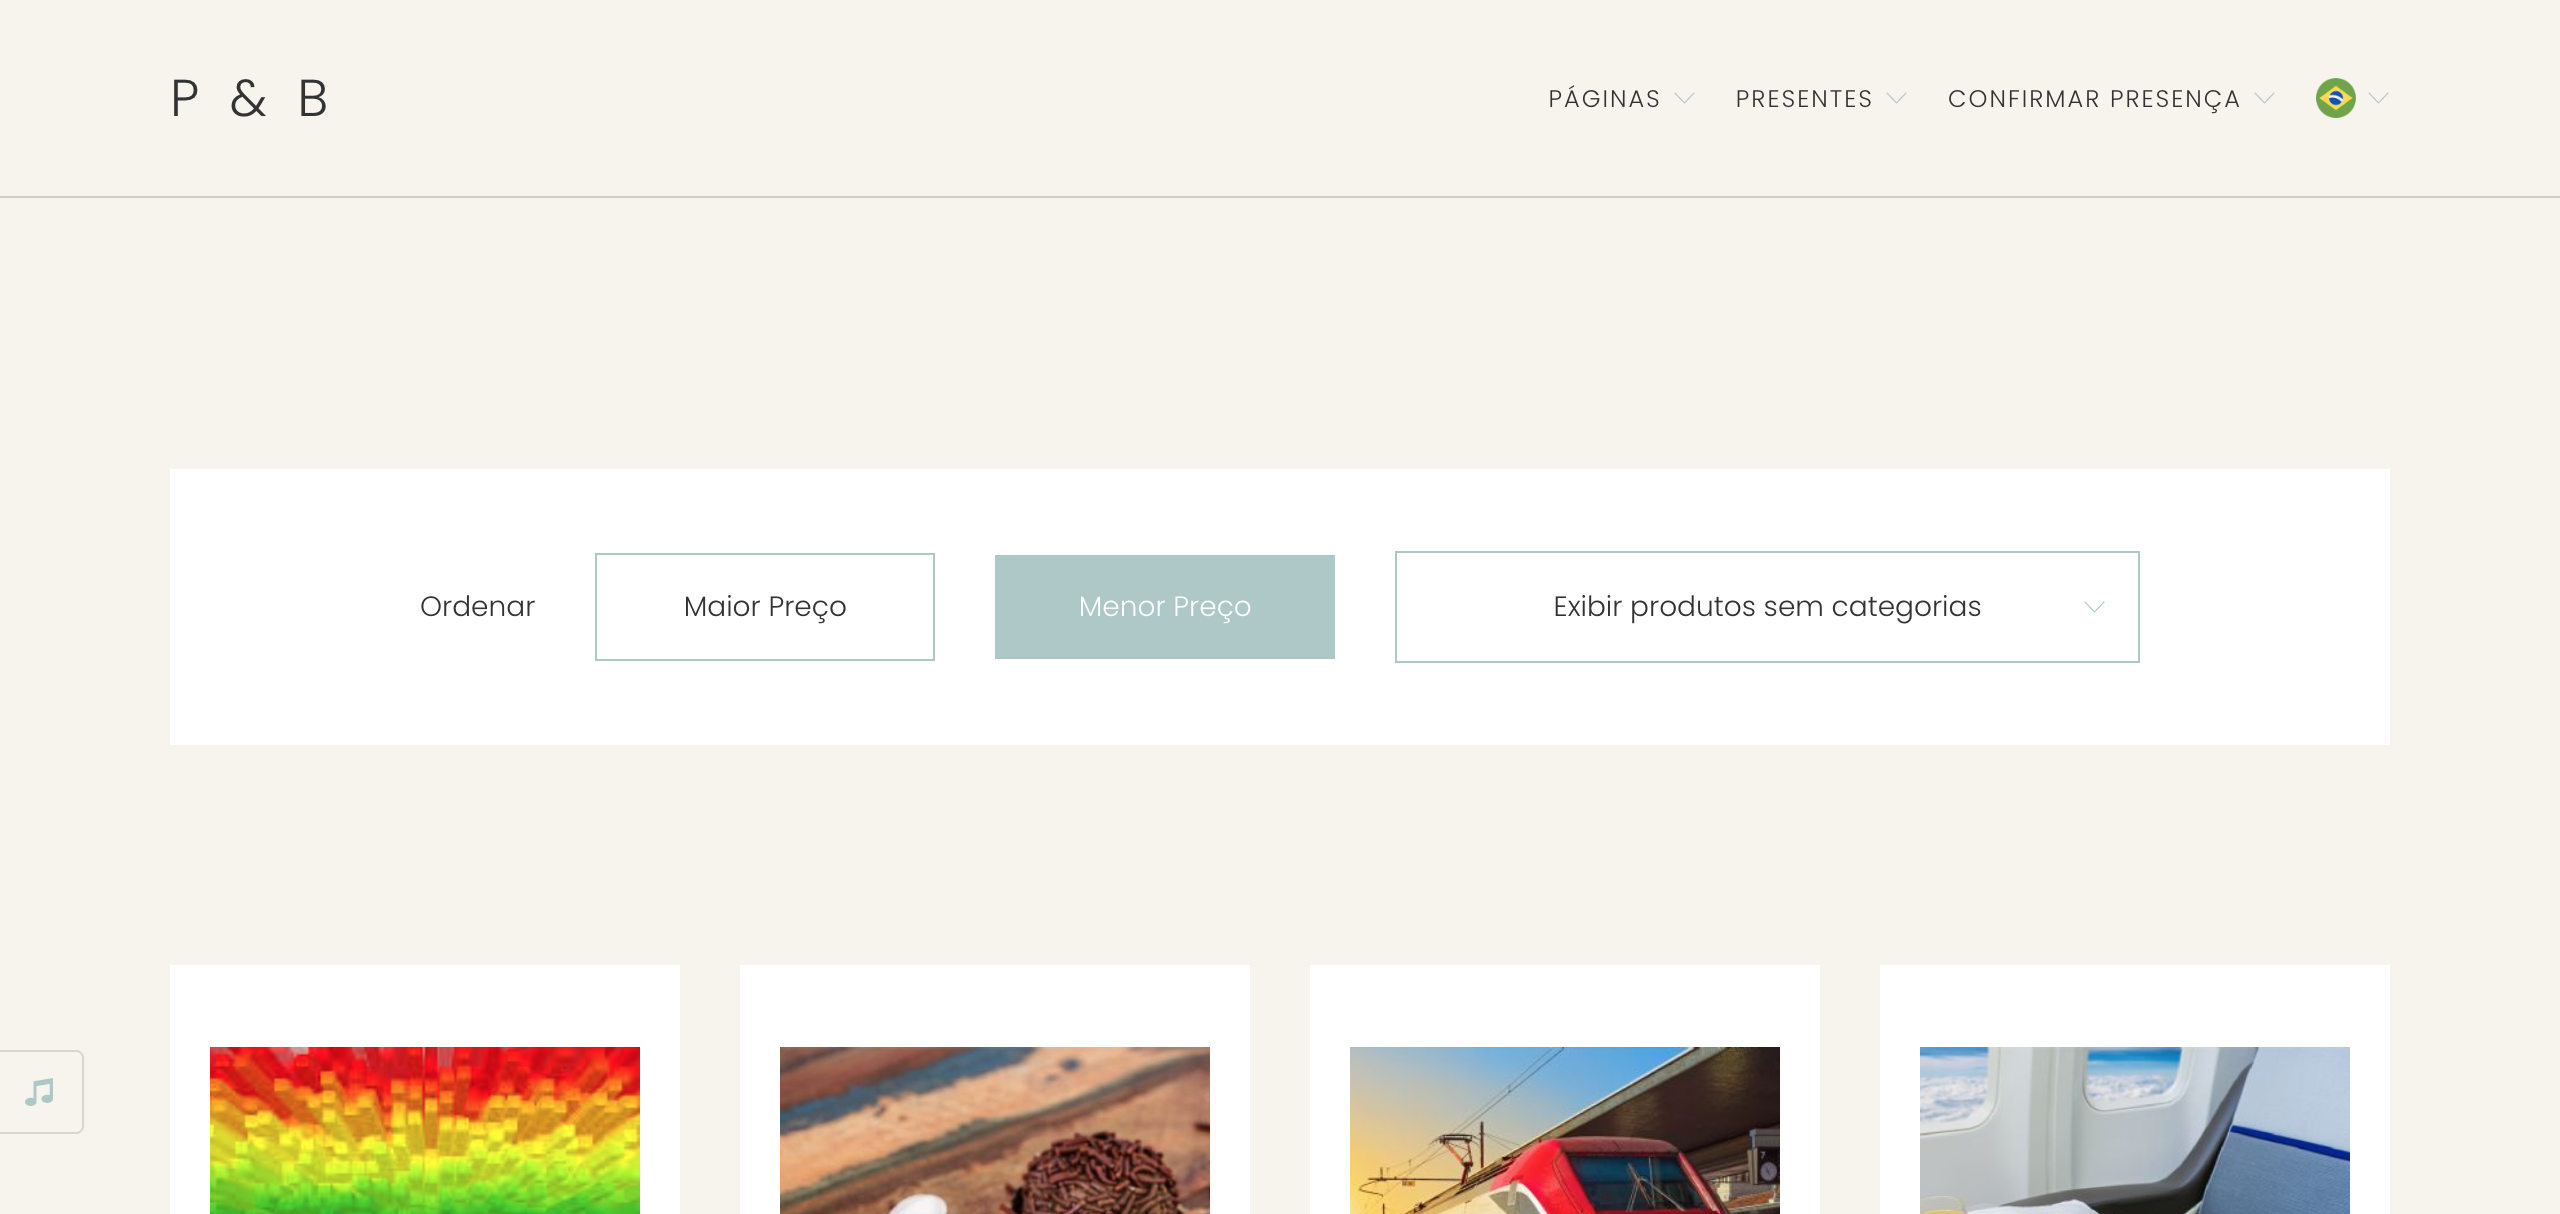 P & B
PÁGINAS
PRESENTES
CONFIRMAR PRESENÇA
Ordenar
Maior Preço
Menor Preço
Exibir produtos sem categorias